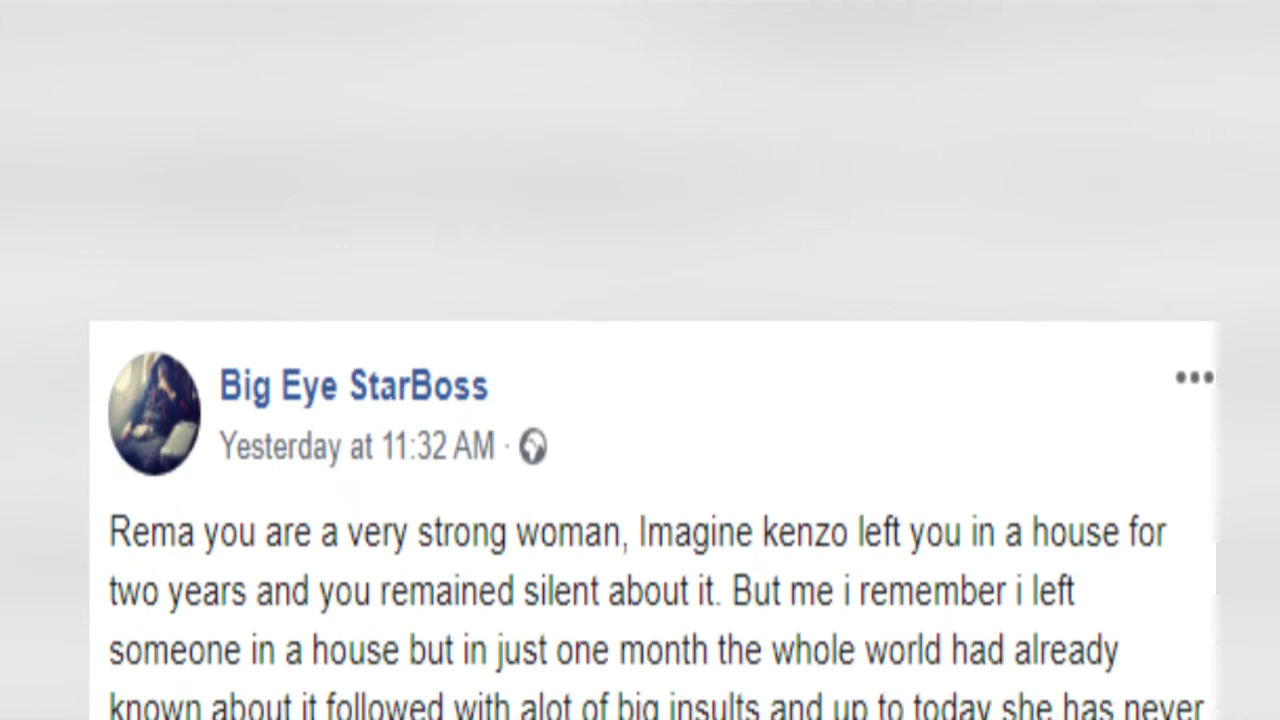 Big Eye StarBoss
Yesterday at 11:32 AM ·
Rema you are a very strong woman, Imagine kenzo left you in a house for
two years and you remained silent about it. But me i remember i left
someone in a house but in just one month the whole world had already
known about it followed with alot of big insults and up to today she has never